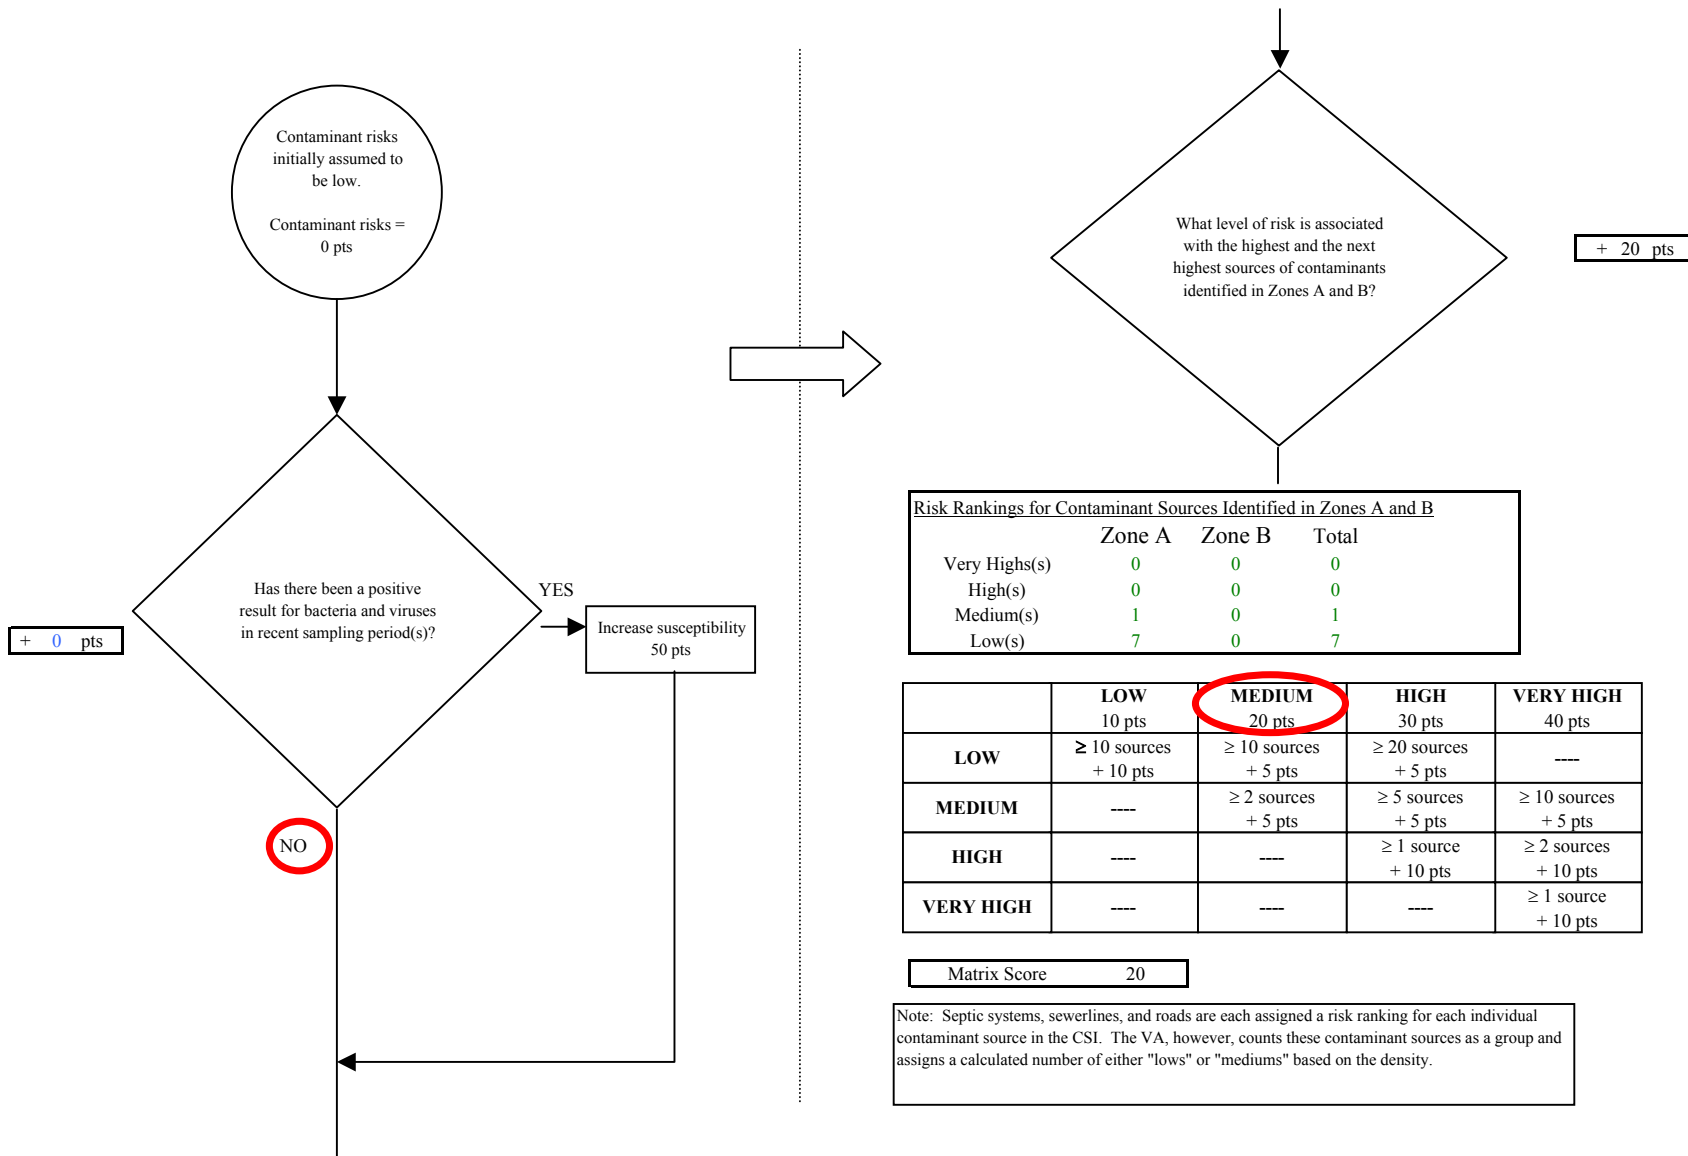 Contaminant risks
initially assumed to
be low.
Contaminant risks =
0 pts
Has there been a positive
result for bacteria and viruses
in recent sampling period(s)?
+ 0 pts
YES
Increase susceptibility
50 pts
NO
What level of risk is associated
with the highest and the next
highest sources of contaminants
identified in Zones A and B?
+ 20 pts
Risk Rankings for Contaminant Sources Identified in Zones A and B
Zone A Zone B Total
Very Highs(s) 0 0 0
High(s) 0 0 0
Medium(s) 1 0 1
Low(s) 7 0 7
LOW MEDIUM HIGH VERY HIGH
10 pts 20 pts 30 pts 40 pts
LOW ≥ 10 sources + 10 pts ≥ 10 sources + 5 pts ≥ 20 sources + 5 pts ----
MEDIUM ---- ≥ 2 sources + 5 pts ≥ 5 sources + 5 pts ≥ 10 sources + 5 pts
HIGH ---- ---- ≥ 1 source + 10 pts ≥ 2 sources + 10 pts
VERY HIGH ---- ---- ---- ≥ 1 source + 10 pts
Matrix Score 20
Note: Septic systems, sewerlines, and roads are each assigned a risk ranking for each individual
contaminant source in the CSI. The VA, however, counts these contaminant sources as a group and
assigns a calculated number of either "lows" or "mediums" based on the density.